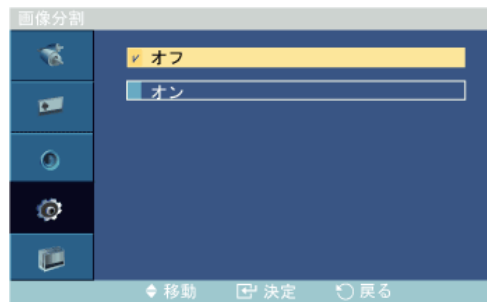 画像分割
オフ
オン
移動 決定 戻る